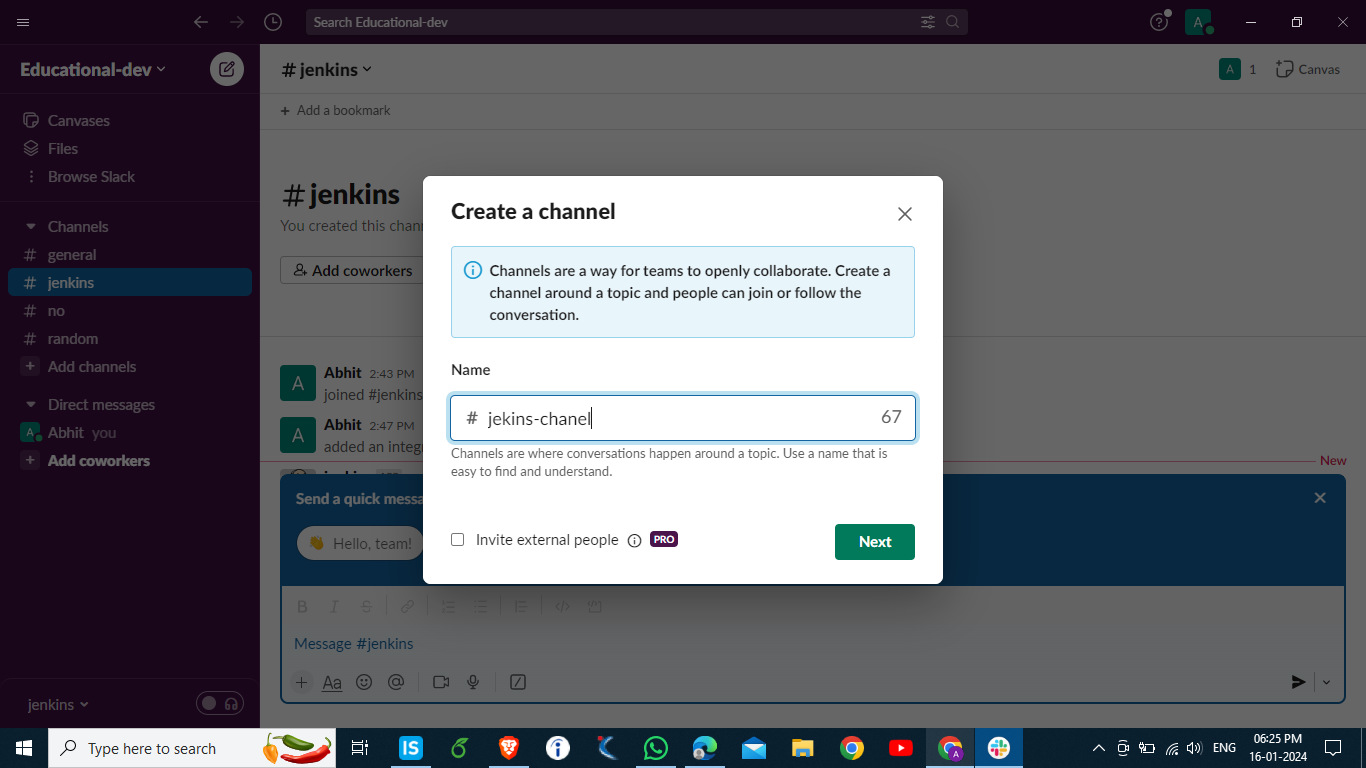 Search Educational-dev
A
Educational-dev
# jenkins
A 1
Canvas
+ Add a bookmark
Canvases
Files
Browse Slack
Channels
# general
# jenkins
# no
# random
+ Add channels
Direct messages
A Abhit you
+ Add coworkers
# jenkins
You created this chann
Add coworkers
A Abhit 2:43 PM
joined #jenkins
A Abhit 2:47 PM
added an integr
New
Send a quick messa
Hello, team!
Create a channel
Channels are a way for teams to openly collaborate. Create a
channel around a topic and people can join or follow the
conversation.
Name
# jekins-chanel 67
Channels are where conversations happen around a topic. Use a name that is
easy to find and understand.
Invite external people PRO
Next
B I S
Message #jenkins
+ Aa @
jenkins
Type here to search
IS
A
ENG
06:25 PM
16-01-2024